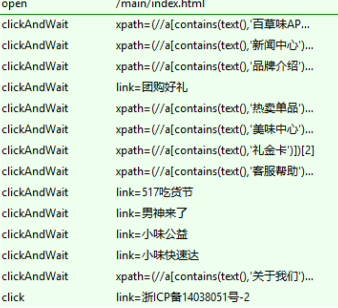 open /main/index.html
clickAndWait xpath=(//a[contains(text(),'百草味AP...
clickAndWait xpath=(//a[contains(text(),'新闻中心')...
clickAndWait xpath=(//a[contains(text(),'品牌介绍')...
clickAndWait link=团购好礼
clickAndWait xpath=(//a[contains(text(),'热卖单品')...
clickAndWait xpath=(//a[contains(text(),'美味中心')...
clickAndWait xpath=(//a[contains(text(),'礼金卡')])[2]
clickAndWait xpath=(//a[contains(text(),'客服帮助')...
clickAndWait link=517吃货节
clickAndWait link=男神来了
clickAndWait link=小味公益
clickAndWait link=小味快速达
clickAndWait xpath=(//a[contains(text(),'关于我们')...
click link=浙ICP备14038051号-2